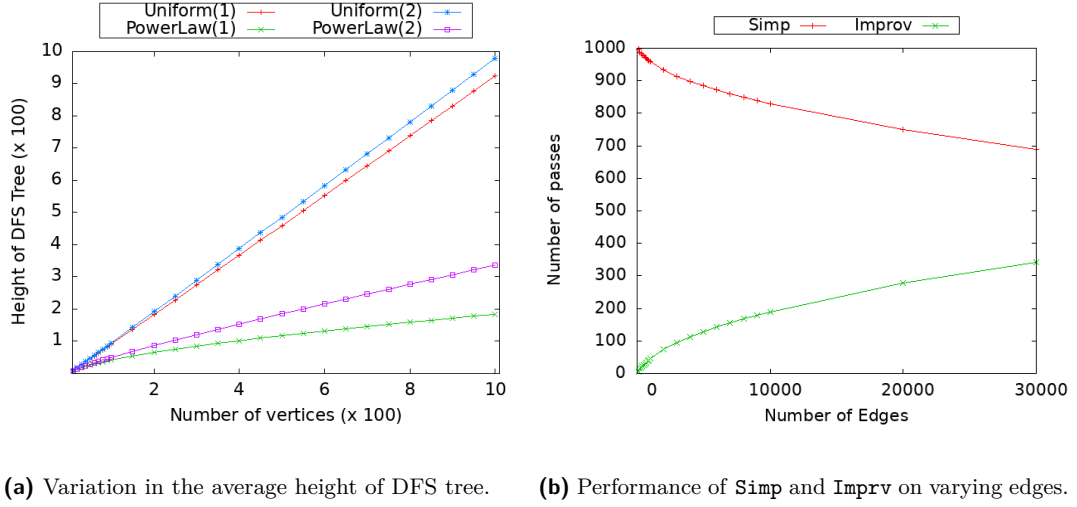 Uniform(1) Uniform(2)
PowerLaw(1) PowerLaw(2)
Height of DFS Tree (x 100)
10
9
8
7
6
5
4
3
2
1
2 4 6 8 10
Number of vertices (x 100)
(a) Variation in the average height of DFS tree.
Simp Improv
Number of passes
1000
900
800
700
600
500
400
300
200
100
0
0 10000 20000 30000
Number of Edges
(b) Performance of Simp and Imprv on varying edges.